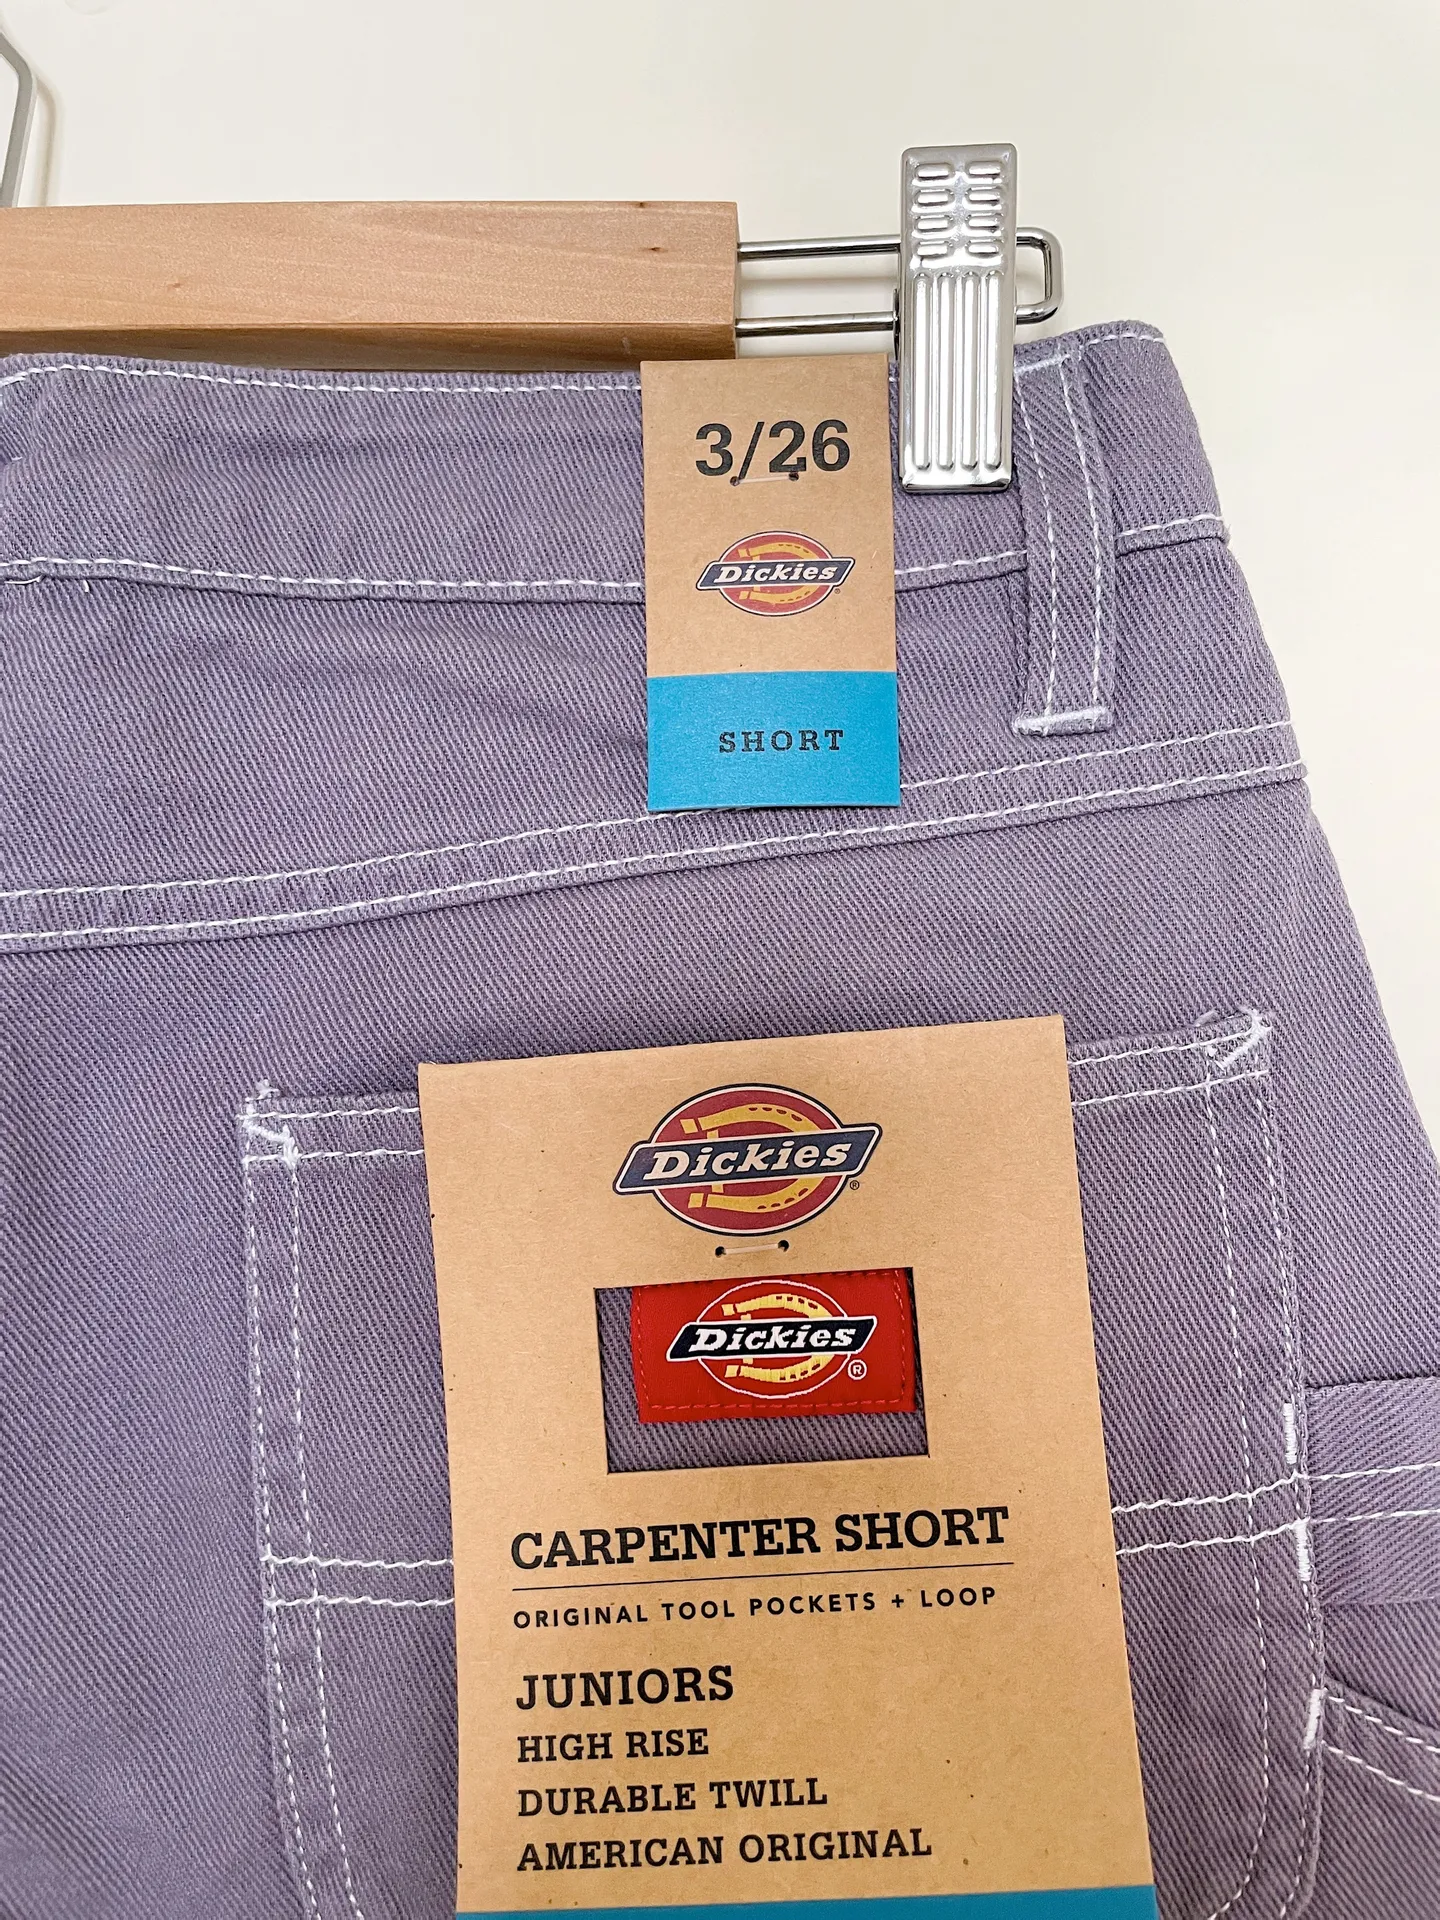 3/26
Dickies
®
SHORT
Dickies
®
Dickies
®
CARPENTER SHORT
ORIGINAL TOOL POCKETS + LOOP
JUNIORS
HIGH RISE
DURABLE TWILL
AMERICAN ORIGINAL